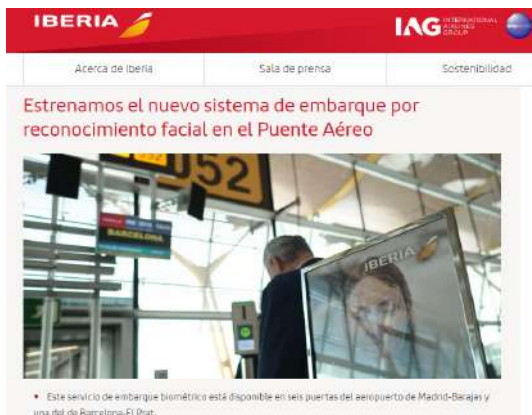 IBERIA
IAG INTERNATIONAL AIRLINES GROUP
Acerca de Iberia
Sala de prensa
Sostenibilidad
Estrenamos el nuevo sistema de embarque por
reconocimiento facial en el Puente Aéreo
J52
BARCELONA
IBERIA
Este servicio de embarque biométrico está disponible en seis puertas del aeropuerto de Madrid-Barajas y
una del de Barcelona-El Prat.